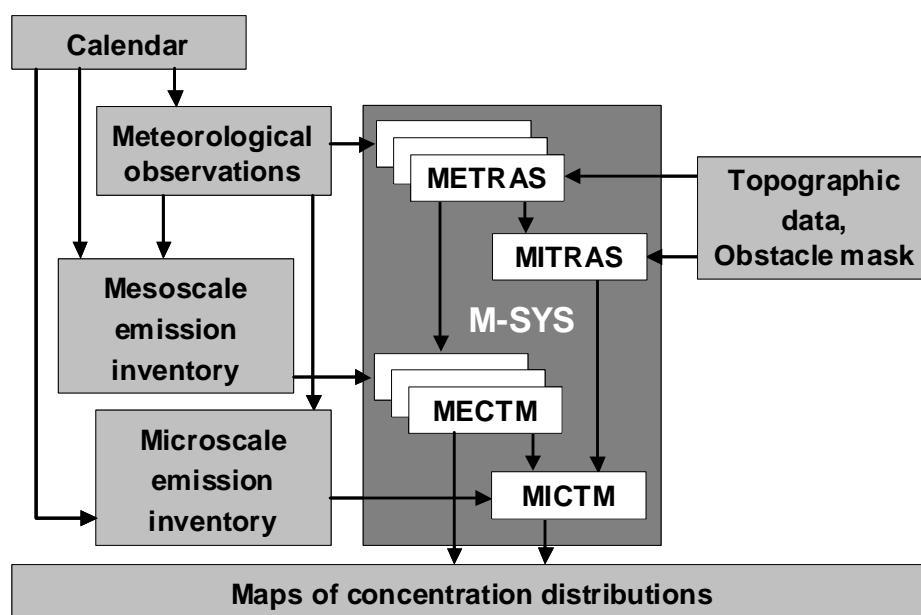 Calendar
Meteorological
observations
METRAS
Topographic
data,
Obstacle mask
MITRAS
Mesoscale
emission
inventory
M-SYS
MECTM
Microscale
emission
inventory
MICTM
Maps of concentration distributions